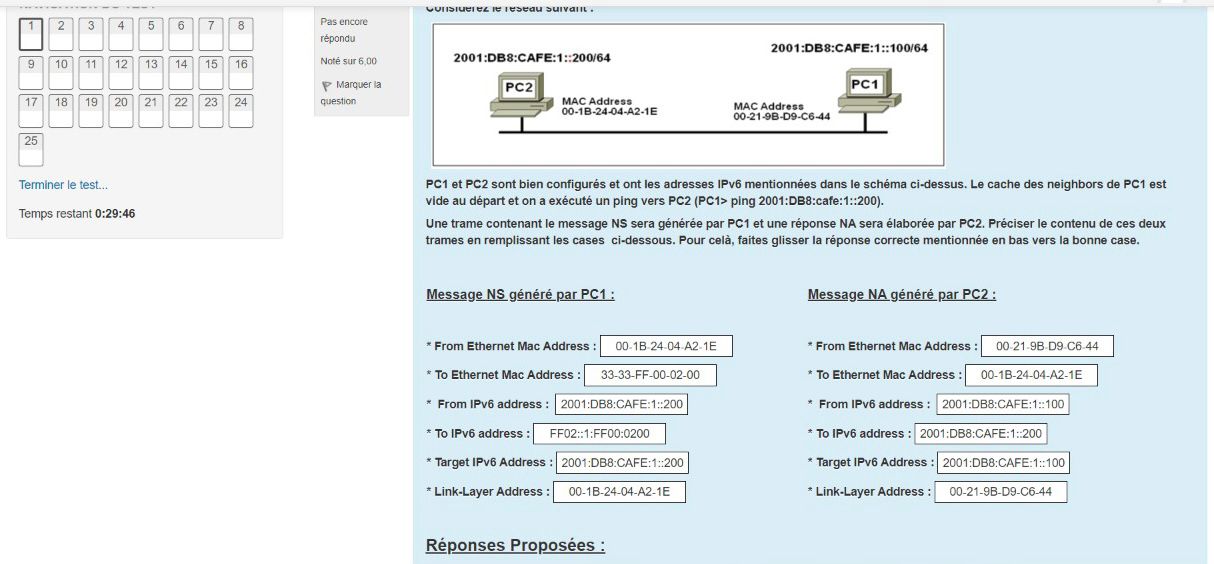 1 2 3 4 5 6 7 8
9 10 11 12 13 14 15 16
17 18 19 20 21 22 23 24
25
Terminer le test...
Temps restant 0:29:46
Pas encore
répondu
Noté sur 6,00
Marquer la
question
Considérez le réseau suivant :
2001:DB8:CAFE:1::200/64
2001:DB8:CAFE:1::100/64
PC2
MAC Address
00-1B-24-04-A2-1E
PC1
MAC Address
00-21-9B-D9-C6-44
PC1 et PC2 sont bien configurés et ont les adresses IPv6 mentionnées dans le schéma ci-dessus. Le cache des neighbors de PC1 est
vide au départ et on a exécuté un ping vers PC2 (PC1> ping 2001:DB8:cafe:1::200).
Une trame contenant le message NS sera générée par PC1 et une réponse NA sera élaborée par PC2. Préciser le contenu de ces deux
trames en remplissant les cases ci-dessous. Pour celà, faites glisser la réponse correcte mentionnée en bas vers la bonne case.
Message NS généré par PC1 :
* From Ethernet Mac Address : 00-1B-24-04-A2-1E
* To Ethernet Mac Address : 33-33-FF-00-02-00
* From IPv6 address : 2001:DB8:CAFE:1::200
* To IPv6 address : FF02::1:FF00:0200
* Target IPv6 Address : 2001:DB8:CAFE:1::200
* Link-Layer Address : 00-1B-24-04-A2-1E
Message NA généré par PC2 :
* From Ethernet Mac Address : 00-21-9B-D9-C6-44
* To Ethernet Mac Address : 00-1B-24-04-A2-1E
* From IPv6 address : 2001:DB8:CAFE:1::100
* To IPv6 address : 2001:DB8:CAFE:1::200
* Target IPv6 Address : 2001:DB8:CAFE:1::100
* Link-Layer Address : 00-21-9B-D9-C6-44
Réponses Proposées :